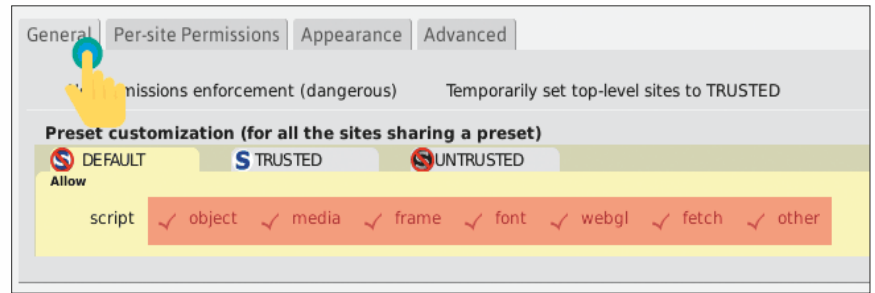 General Per-site Permissions Appearance Advanced
missions enforcement (dangerous) Temporarily set top-level sites to TRUSTED
Preset customization (for all the sites sharing a preset)
DEFAULT S TRUSTED UNTRUSTED
Allow
script object media frame font webgl fetch other